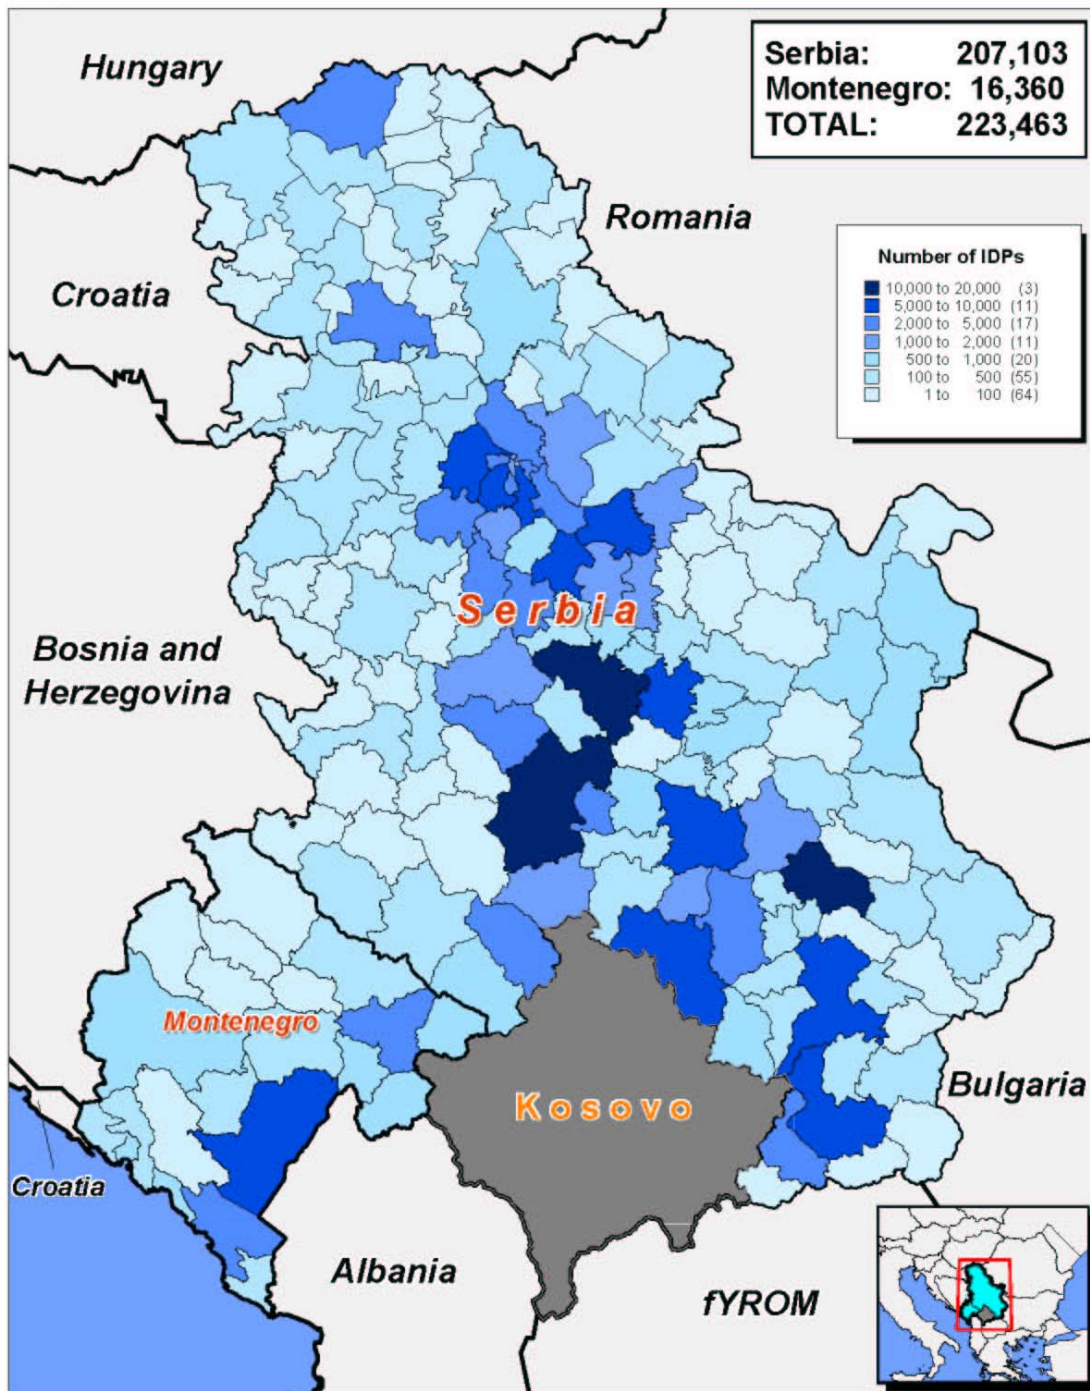 Hungary
Serbia: 207,103
Montenegro: 16,360
TOTAL: 223,463
Romania
Croatia
Number of IDPs
10,000 to 20,000 (3)
5,000 to 10,000 (11)
2,000 to 5,000 (17)
1,000 to 2,000 (11)
500 to 1,000 (20)
100 to 500 (55)
1 to 100 (64)
Serbia
Bosnia and
Herzegovina
Montenegro
Kosovo
Bulgaria
Croatia
Albania
fYROM